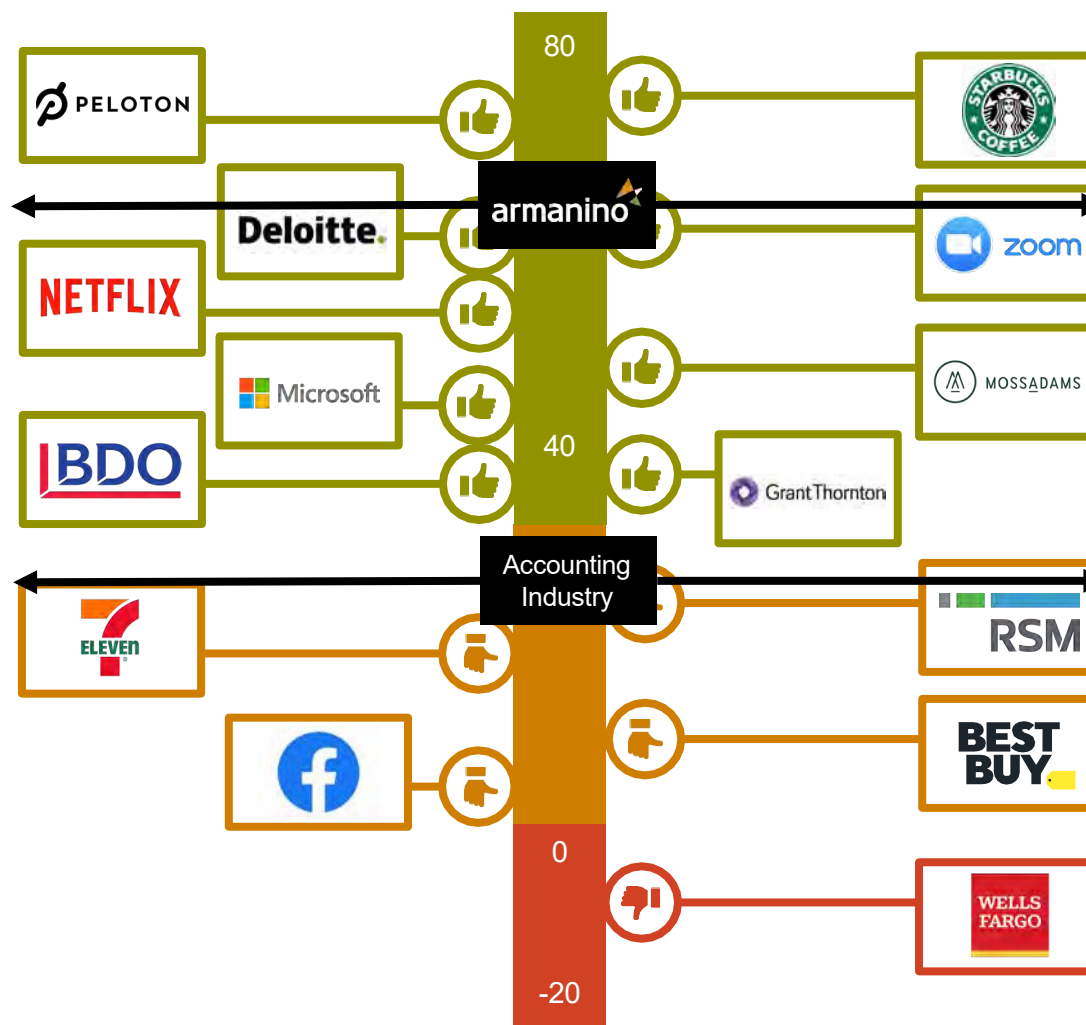 80
PELOTON
STARBUCKS
COFFEE
armanino
Deloitte.
zoom
NETFLIX
Microsoft
MOSSADAMS
BDO
40
GrantThornton
Accounting
Industry
7
ELEVEN
RSM
BEST
BUY
f
0
WELLS
FARGO
-20